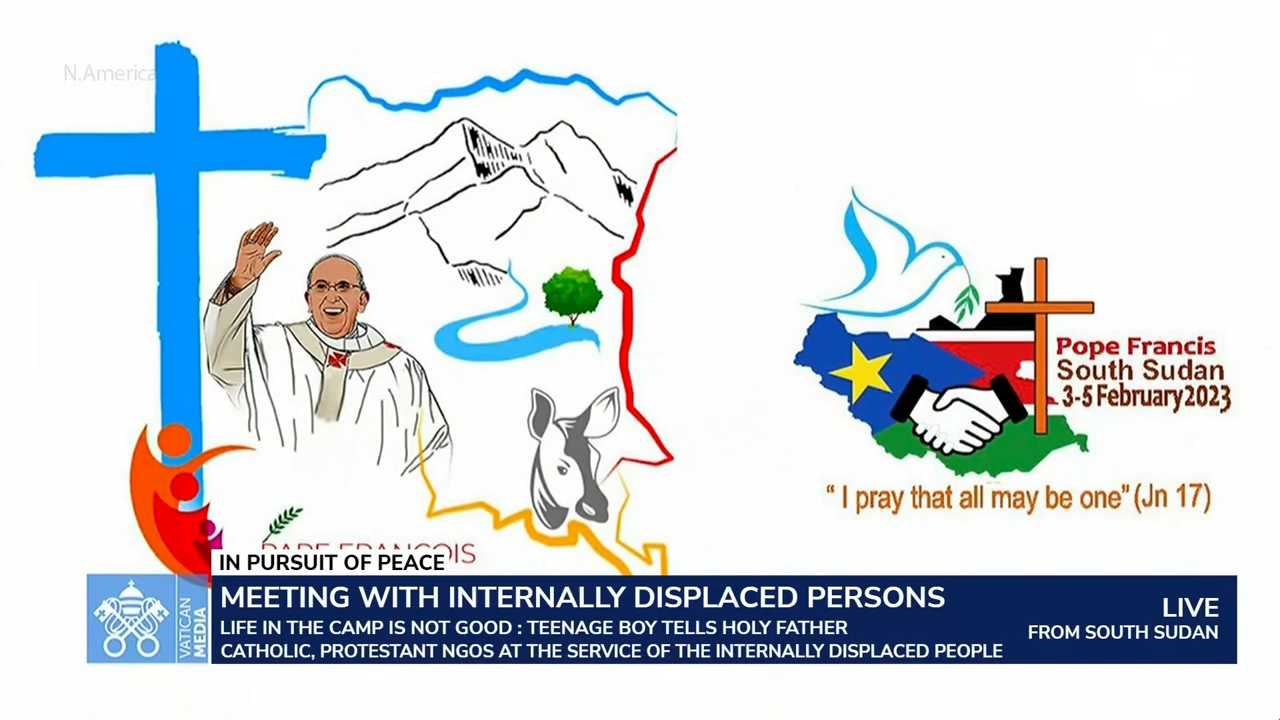 N.America
Pope Francis
South Sudan
3-5 February 2023
“ I pray that all may be one” (Jn 17)
PAPE FRANCOIS
IN PURSUIT OF PEACE
MEETING WITH INTERNALLY DISPLACED PERSONS
LIFE IN THE CAMP IS NOT GOOD : TEENAGE BOY TELLS HOLY FATHER
CATHOLIC, PROTESTANT NGOS AT THE SERVICE OF THE INTERNALLY DISPLACED PEOPLE
LIVE
FROM SOUTH SUDAN
VATICAN
MEDIA